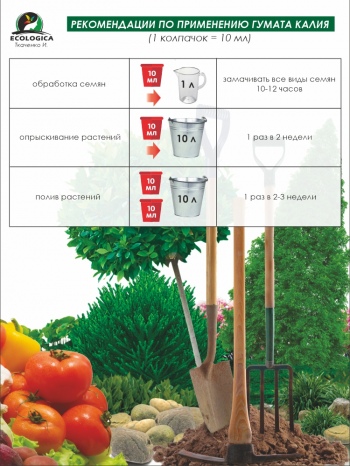 ECOLOGICA
Ткаченко И
РЕКОМЕНДАЦИИ ПО ПРИМЕНЕНИЮ ГУМАТА КАЛИЯ
(1 колпачок = 10 мл)
обработка семян
10
МЛ
1 л
замачивать все виды семян
10-12 часов
опрыскивание растений
10
МЛ
10 л
1 раз в 2 недели
полив растений
10
МЛ
10
МЛ
10 л
1 раз в 2-3 недели